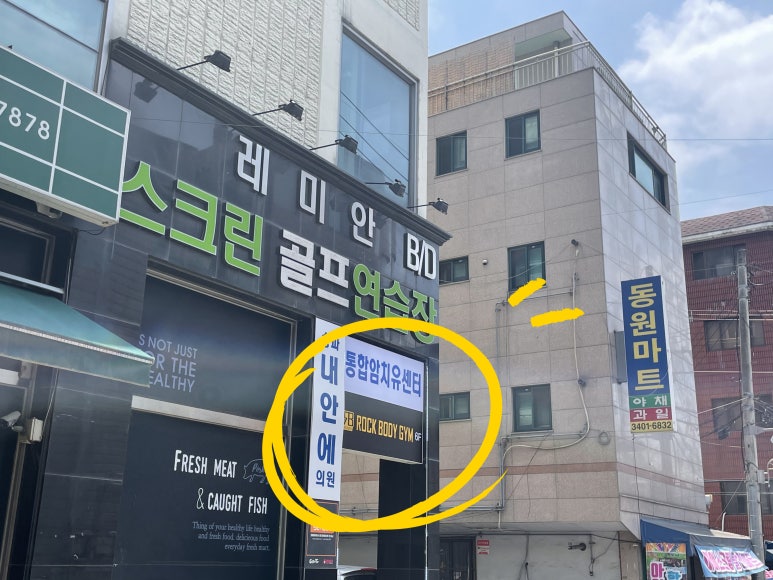 7878
레미안 B/D
스크린 골프연습장
S NOT JUST
OR THE
EALTHY
내안에
의원
통합암치유센터
ROCK BODY GYM 6F
FRESH MEAT
& CAUGHT FISH
Thing of your healthy life healthy
and fresh food, delicious food
everyday fresh mart.
동원마트
야채
과일
3401-6832